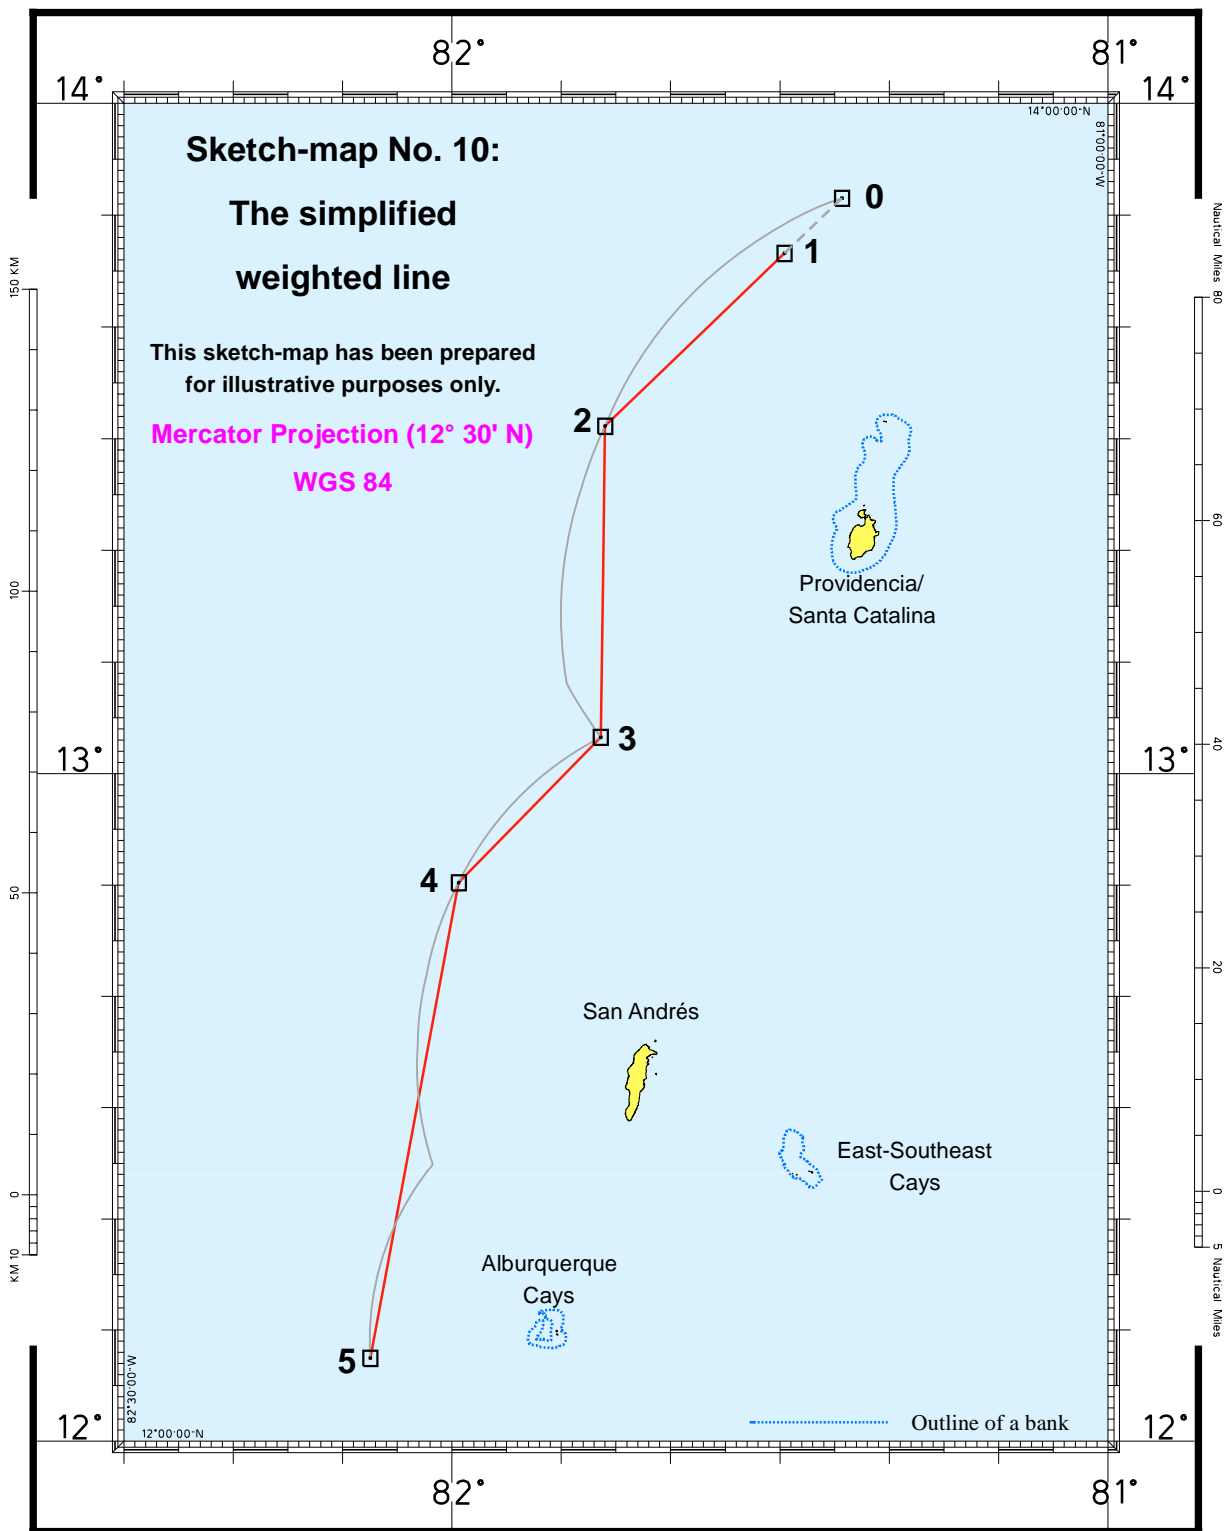 82° 81°
14° 14°
14°00'00"N
81°00'00"W
Sketch-map No. 10:
The simplified
weighted line
This sketch-map has been prepared
for illustrative purposes only.
Mercator Projection (12° 30' N)
WGS 84
0
1
2
3
4
5
Providencia/
Santa Catalina
San Andrés
East-Southeast
Cays
Alburquerque
Cays
Outline of a bank
13° 13°
12° 12°
82°30'00"W
12°00'00"N
82° 81°
150 KM
100
50
0
KM 10
Nautical Miles
80
60
40
20
0
5 Nautical Miles